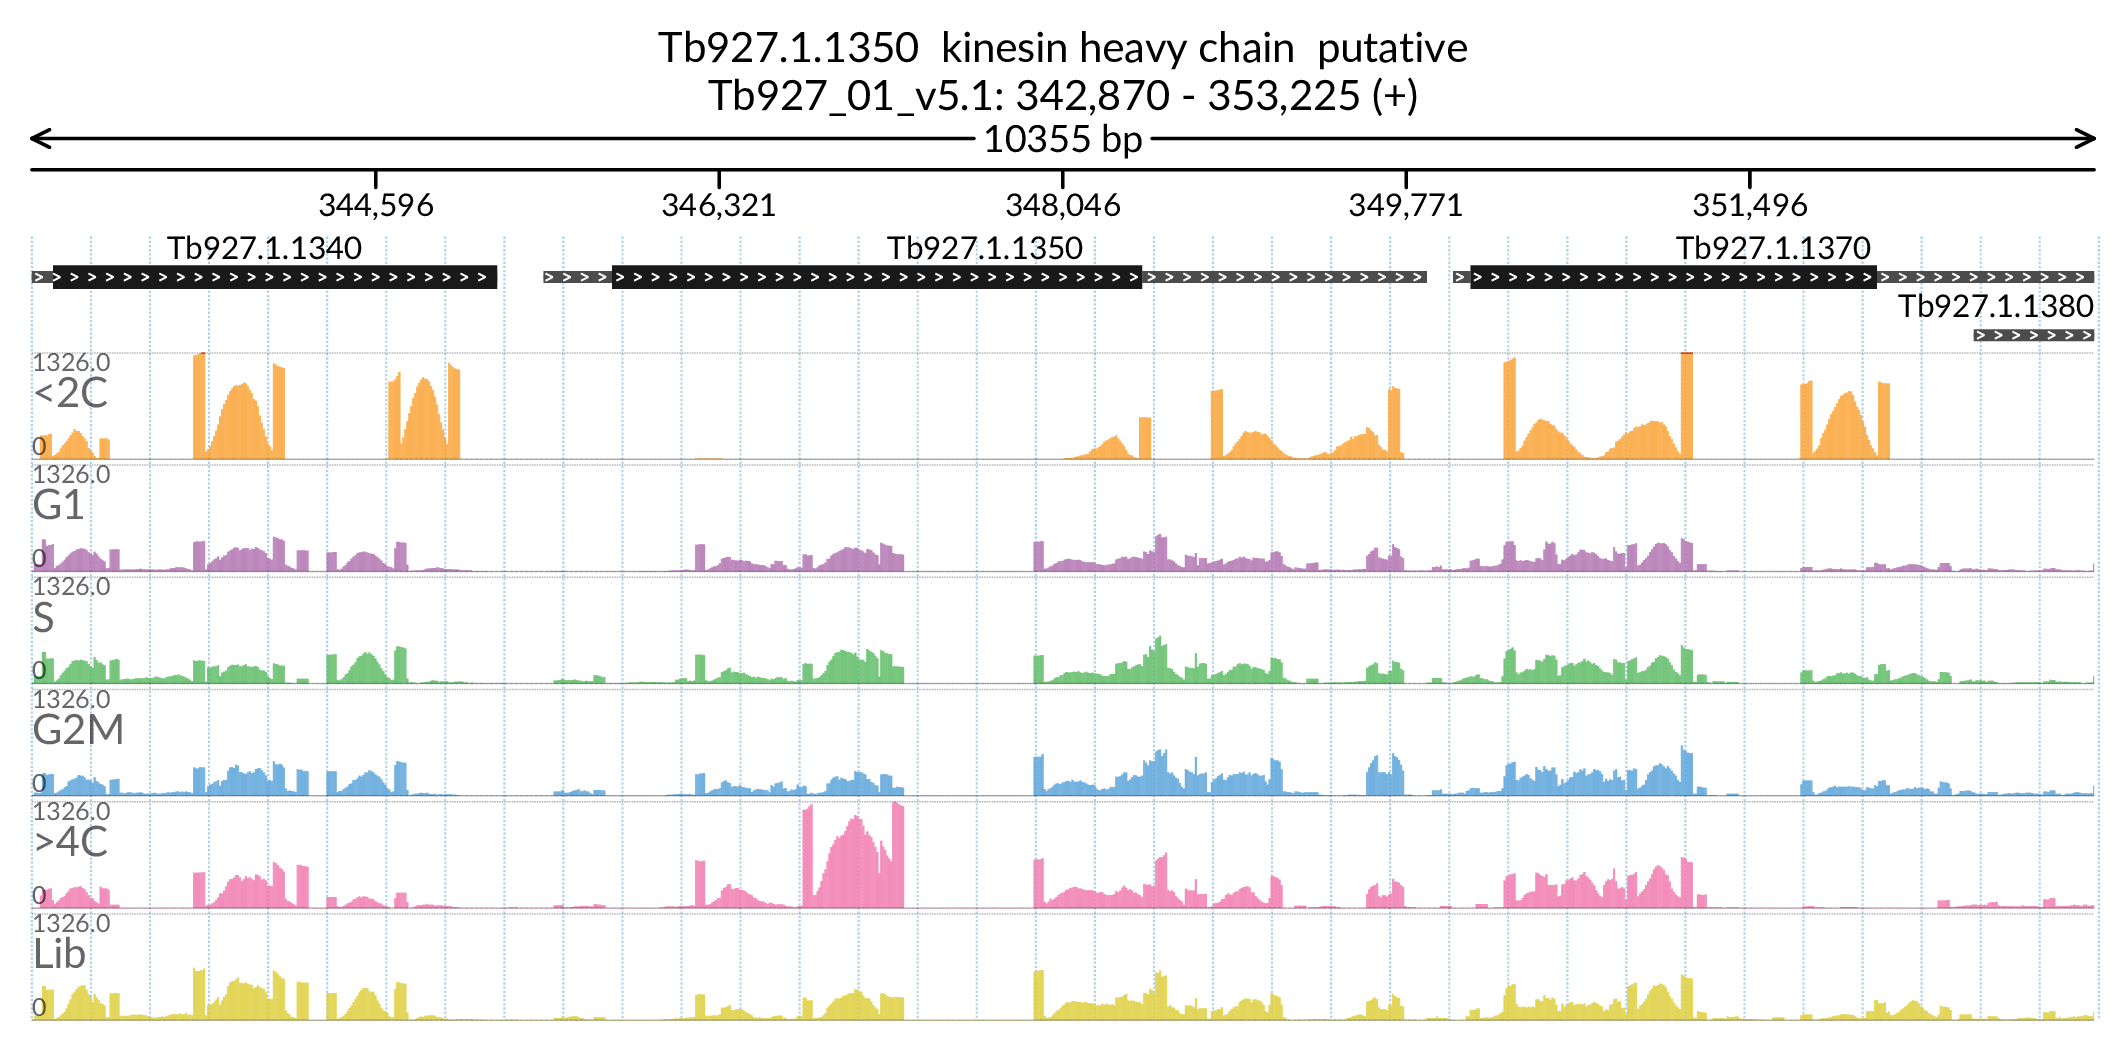 Tb927.1.1350 kinesin heavy chain putative
Tb927_01_v5.1: 342,870 - 353,225 (+)
10355 bp
344,596 346,321 348,046 349,771 351,496
Tb927.1.1340 Tb927.1.1350 Tb927.1.1370
Tb927.1.1380
1326.0
<2C
0
1326.0
G1
0
1326.0
S
0
1326.0
G2M
0
1326.0
>4C
0
1326.0
Lib
0